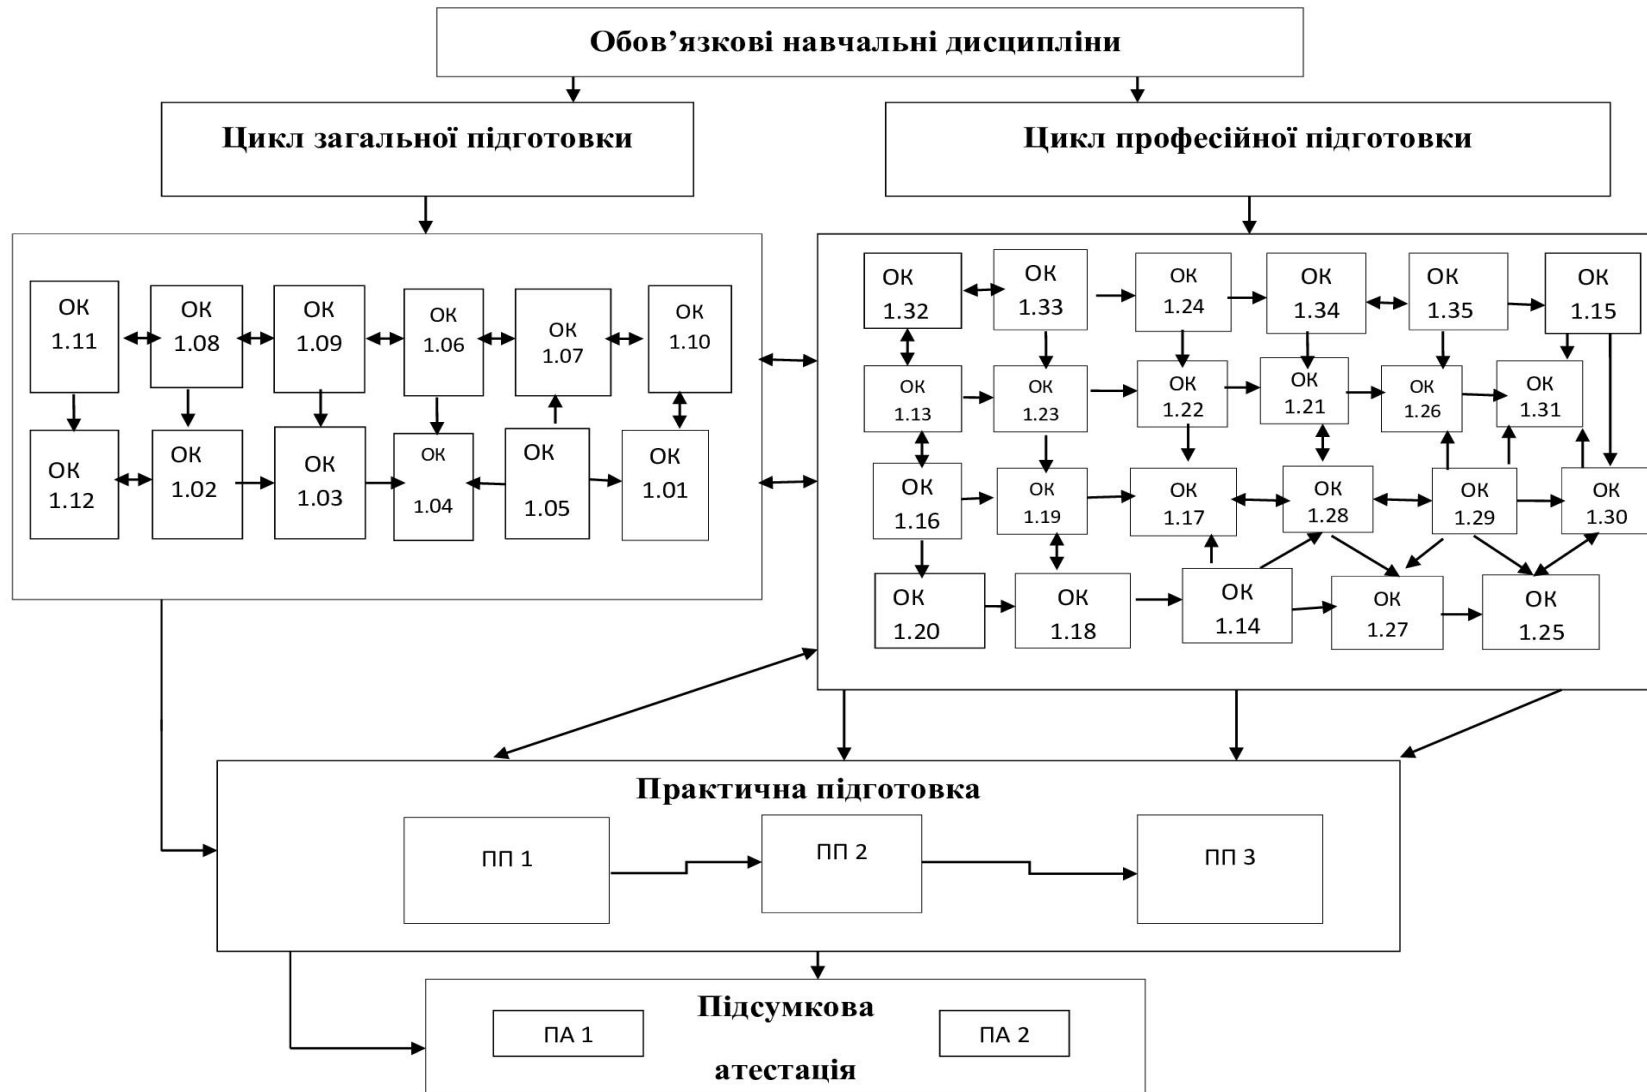 Обов’язкові навчальні дисципліни
Цикл загальної підготовки
Цикл професійної підготовки
ОК
1.11
ОК
1.08
ОК
1.09
ОК
1.06
ОК
1.07
ОК
1.10
ОК
1.12
ОК
1.02
ОК
1.03
ОК
1.04
ОК
1.05
ОК
1.01
ОК
1.32
ОК
1.33
ОК
1.24
ОК
1.34
ОК
1.35
ОК
1.15
ОК
1.13
ОК
1.23
ОК
1.22
ОК
1.21
ОК
1.26
ОК
1.31
ОК
1.16
ОК
1.19
ОК
1.17
ОК
1.28
ОК
1.29
ОК
1.30
ОК
1.20
ОК
1.18
ОК
1.14
ОК
1.27
ОК
1.25
Практична підготовка
ПП 1
ПП 2
ПП 3
Підсумкова
атестація
ПА 1
ПА 2